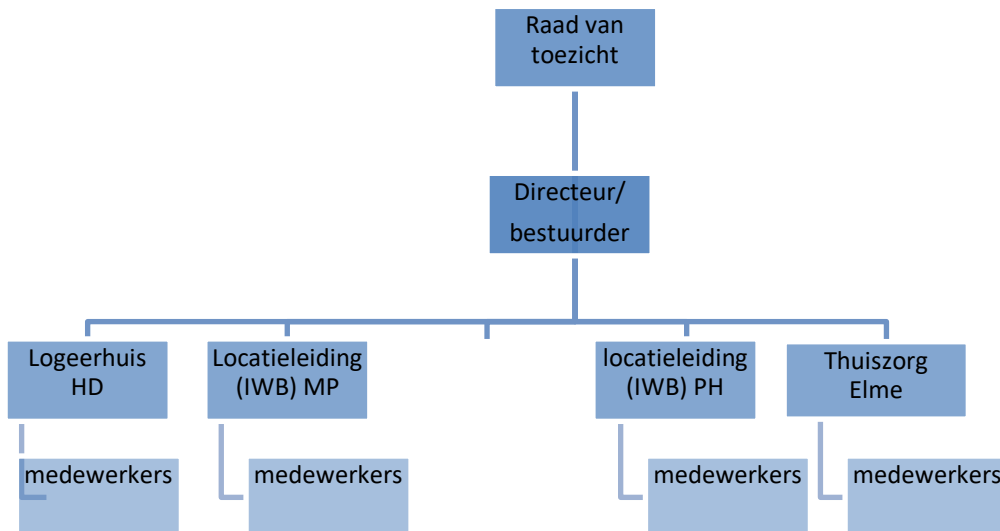 Raad van
toezicht
Directeur/
bestuurder
Logeerhuis
HD
Locatieleiding
(IWB) MP
locatieleiding
(IWB) PH
Thuiszorg
Elme
medewerkers
medewerkers
medewerkers
medewerkers